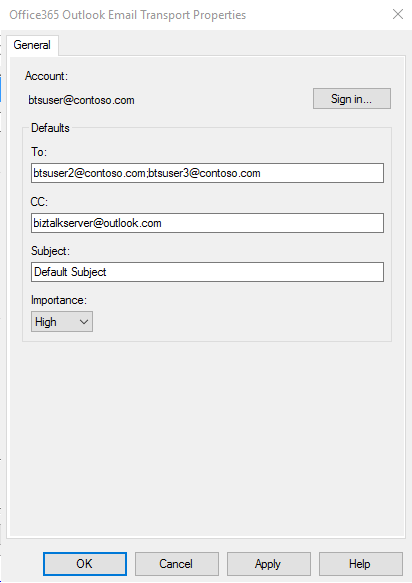 Office365 Outlook Email Transport Properties
General
Account:
btsuser@contoso.com
Sign in...
Defaults
To:
btsuser2@contoso.com;btsuser3@contoso.com
CC:
biztalkserver@outlook.com
Subject:
Default Subject
Importance:
High
OK Cancel Apply Help